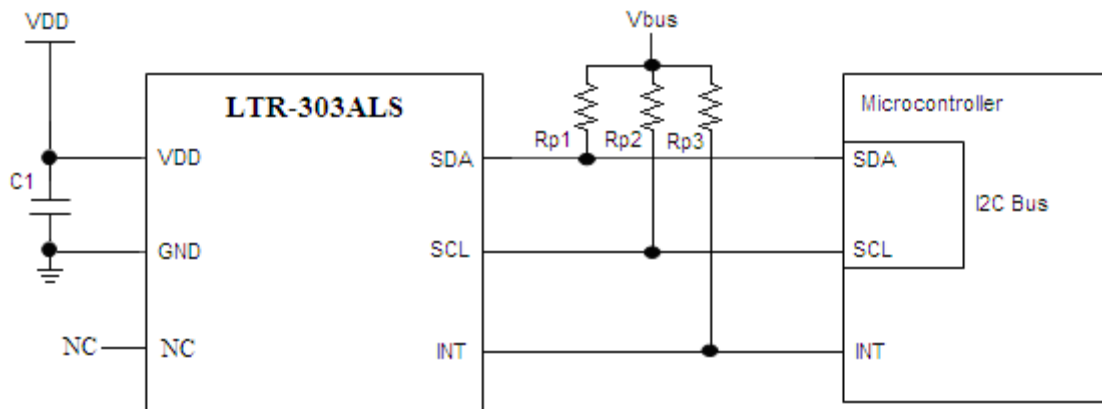 VDD
Vbus
LTR-303ALS
Microcontroller
Rp1
Rp2
Rp3
VDD
SDA
SDA
C1
I2C Bus
GND
SCL
SCL
NC
NC
INT
INT